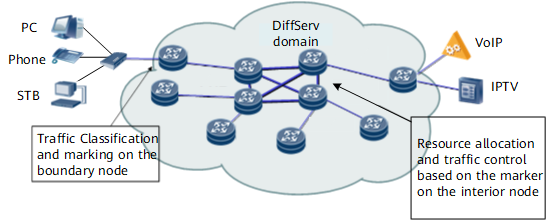 PC
Phone
STB
DiffServ
domain
VoIP
IPTV
Traffic Classification
and marking on the
boundary node
Resource allocation
and traffic control
based on the marker
on the interior node